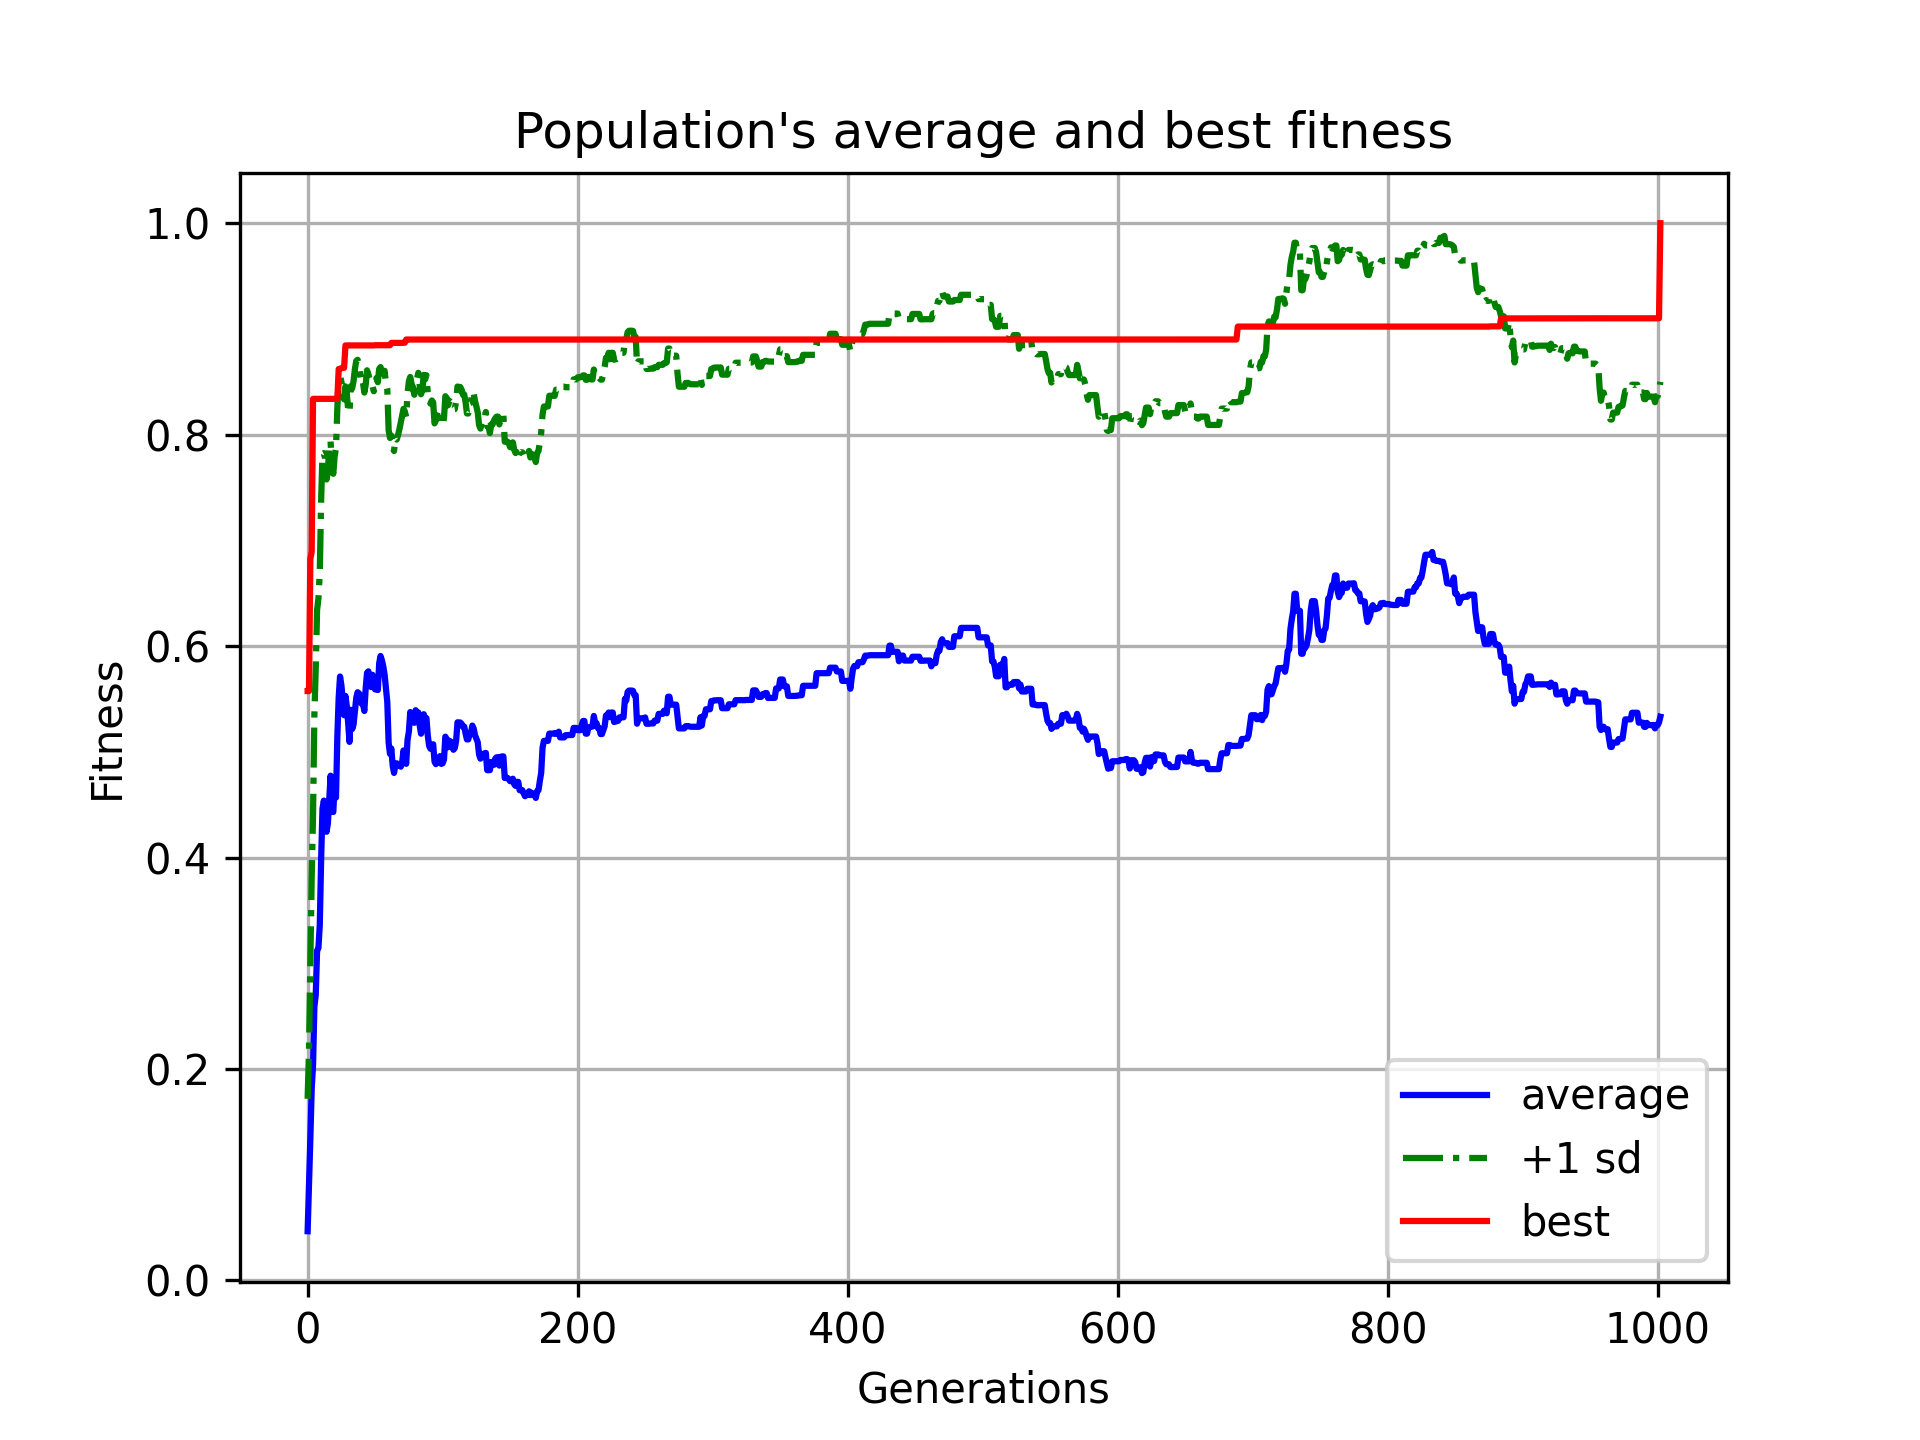 Population's average and best fitness
1.0
0.8
0.6
0.4
0.2
0.0
Fitness
0 200 400 600 800 1000
Generations
average
+1 sd
best